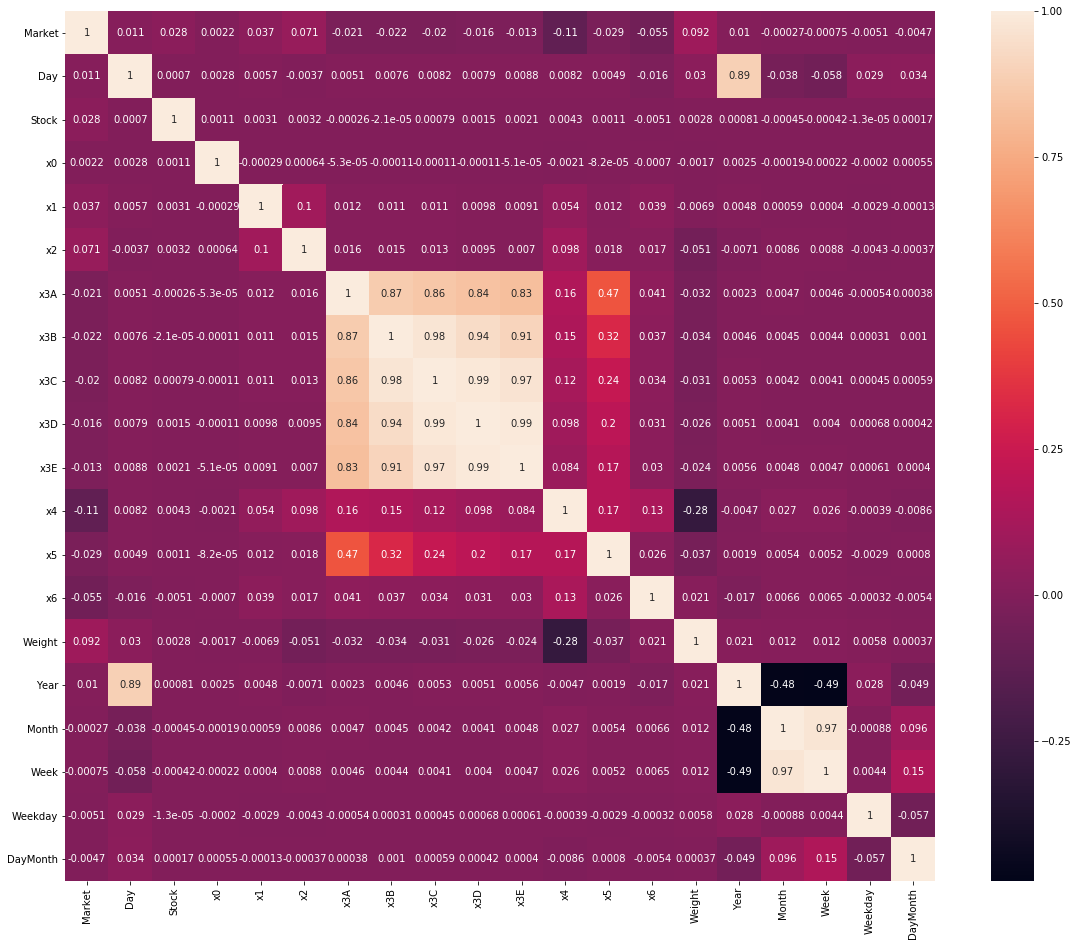 Market 1 0.011 0.028 0.0022 0.037 0.071 -0.021 -0.022 -0.02 -0.016 -0.013 -0.11 -0.029 -0.055 0.092 0.01 -0.00027 -0.00075 -0.0051 -0.0047 1.00
Day 0.011 1 0.0007 0.0028 0.0057 -0.0037 0.0051 0.0076 0.0082 0.0079 0.0088 0.0082 0.0049 -0.016 0.03 0.89 -0.038 -0.058 0.029 0.034
Stock 0.028 0.0007 1 0.0011 0.0031 0.0032 -0.00026 -2.1e-05 0.00079 0.0015 0.0021 0.0043 0.0011 -0.0051 0.0028 0.00081 -0.00045 -0.00042 -1.3e-05 0.00017
x0 0.0022 0.0028 0.0011 1 -0.00029 0.00064 -5.3e-05 -0.00011 -0.00011 -0.00011 -5.1e-05 -0.0021 -8.2e-05 -0.0007 -0.0017 0.0025 -0.00019 -0.00022 -0.0002 0.00055
0.75
x1 0.037 0.0057 0.0031 -0.00029 1 0.1 0.012 0.011 0.011 0.0098 0.0091 0.054 0.012 0.039 -0.0069 0.0048 0.00059 0.0004 -0.0029 -0.00013
x2 0.071 -0.0037 0.0032 0.00064 0.1 1 0.016 0.015 0.013 0.0095 0.007 0.098 0.018 0.017 -0.051 -0.0071 0.0086 0.0088 -0.0043 -0.00037
x3A -0.021 0.0051 -0.00026 -5.3e-05 0.012 0.016 1 0.87 0.86 0.84 0.83 0.16 0.47 0.041 -0.032 0.0023 0.0047 0.0046 -0.00054 0.00038
0.50
x3B -0.022 0.0076 -2.1e-05 -0.00011 0.011 0.015 0.87 1 0.98 0.94 0.91 0.15 0.32 0.037 -0.034 0.0046 0.0045 0.0044 0.00031 0.001
x3C -0.02 0.0082 0.00079 -0.00011 0.011 0.013 0.86 0.98 1 0.99 0.97 0.12 0.24 0.034 -0.031 0.0053 0.0042 0.0041 0.00045 0.00059
x3D -0.016 0.0079 0.0015 -0.00011 0.0098 0.0095 0.84 0.94 0.99 1 0.99 0.098 0.2 0.031 -0.026 0.0051 0.0041 0.004 0.00068 0.00042
0.25
x3E -0.013 0.0088 0.0021 -5.1e-05 0.0091 0.007 0.83 0.91 0.97 0.99 1 0.084 0.17 0.03 -0.024 0.0056 0.0048 0.0047 0.00061 0.0004
x4 -0.11 0.0082 0.0043 -0.0021 0.054 0.098 0.16 0.15 0.12 0.098 0.084 1 0.17 0.13 -0.28 -0.0047 0.027 0.026 -0.00039 -0.0086
x5 -0.029 0.0049 0.0011 -8.2e-05 0.012 0.018 0.47 0.32 0.24 0.2 0.17 0.17 1 0.026 -0.037 0.0019 0.0054 0.0052 -0.0029 0.0008
x6 -0.055 -0.016 -0.0051 -0.0007 0.039 0.017 0.041 0.037 0.034 0.031 0.03 0.13 0.026 1 0.021 -0.017 0.0066 0.0065 -0.00032 -0.0054 0.00
Weight 0.092 0.03 0.0028 -0.0017 -0.0069 -0.051 -0.032 -0.034 -0.031 -0.026 -0.024 -0.28 -0.037 0.021 1 0.021 0.012 0.012 0.0058 0.00037
Year 0.01 0.89 0.00081 0.0025 0.0048 -0.0071 0.0023 0.0046 0.0053 0.0051 0.0056 -0.0047 0.0019 -0.017 0.021 1 -0.48 -0.49 0.028 -0.049
Month -0.00027 -0.038 -0.00045 -0.00019 0.00059 0.0086 0.0047 0.0045 0.0042 0.0041 0.0048 0.027 0.0054 0.0066 0.012 -0.48 1 0.97 -0.00088 0.096
−0.25
Week -0.00075 -0.058 -0.00042 -0.00022 0.0004 0.0088 0.0046 0.0044 0.0041 0.004 0.0047 0.026 0.0052 0.0065 0.012 -0.49 0.97 1 0.0044 0.15
Weekday -0.0051 0.029 -1.3e-05 -0.0002 -0.0029 -0.0043 -0.00054 0.00031 0.00045 0.00068 0.00061 -0.00039 -0.0029 -0.00032 0.0058 0.028 -0.00088 0.0044 1 -0.057
DayMonth -0.0047 0.034 0.00017 0.00055 -0.00013 -0.00037 0.00038 0.001 0.00059 0.00042 0.0004 -0.0086 0.0008 -0.0054 0.00037 -0.049 0.096 0.15 -0.057 1
Market Day Stock x0 x1 x2 x3A x3B x3C x3D x3E x4 x5 x6 Weight Year Month Week Weekday DayMonth